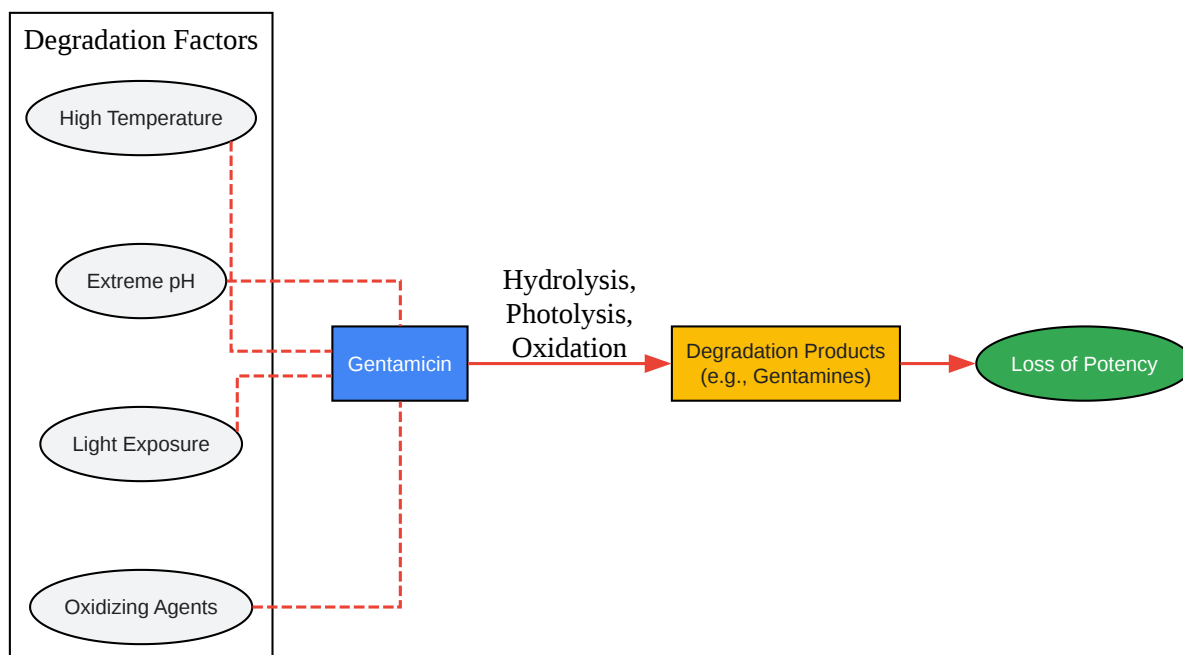 Degradation Factors
High Temperature
Extreme pH
Light Exposure
Oxidizing Agents
Gentamicin
Hydrolysis,
Photolysis,
Oxidation
Degradation Products
(e.g., Gentamines)
Loss of Potency